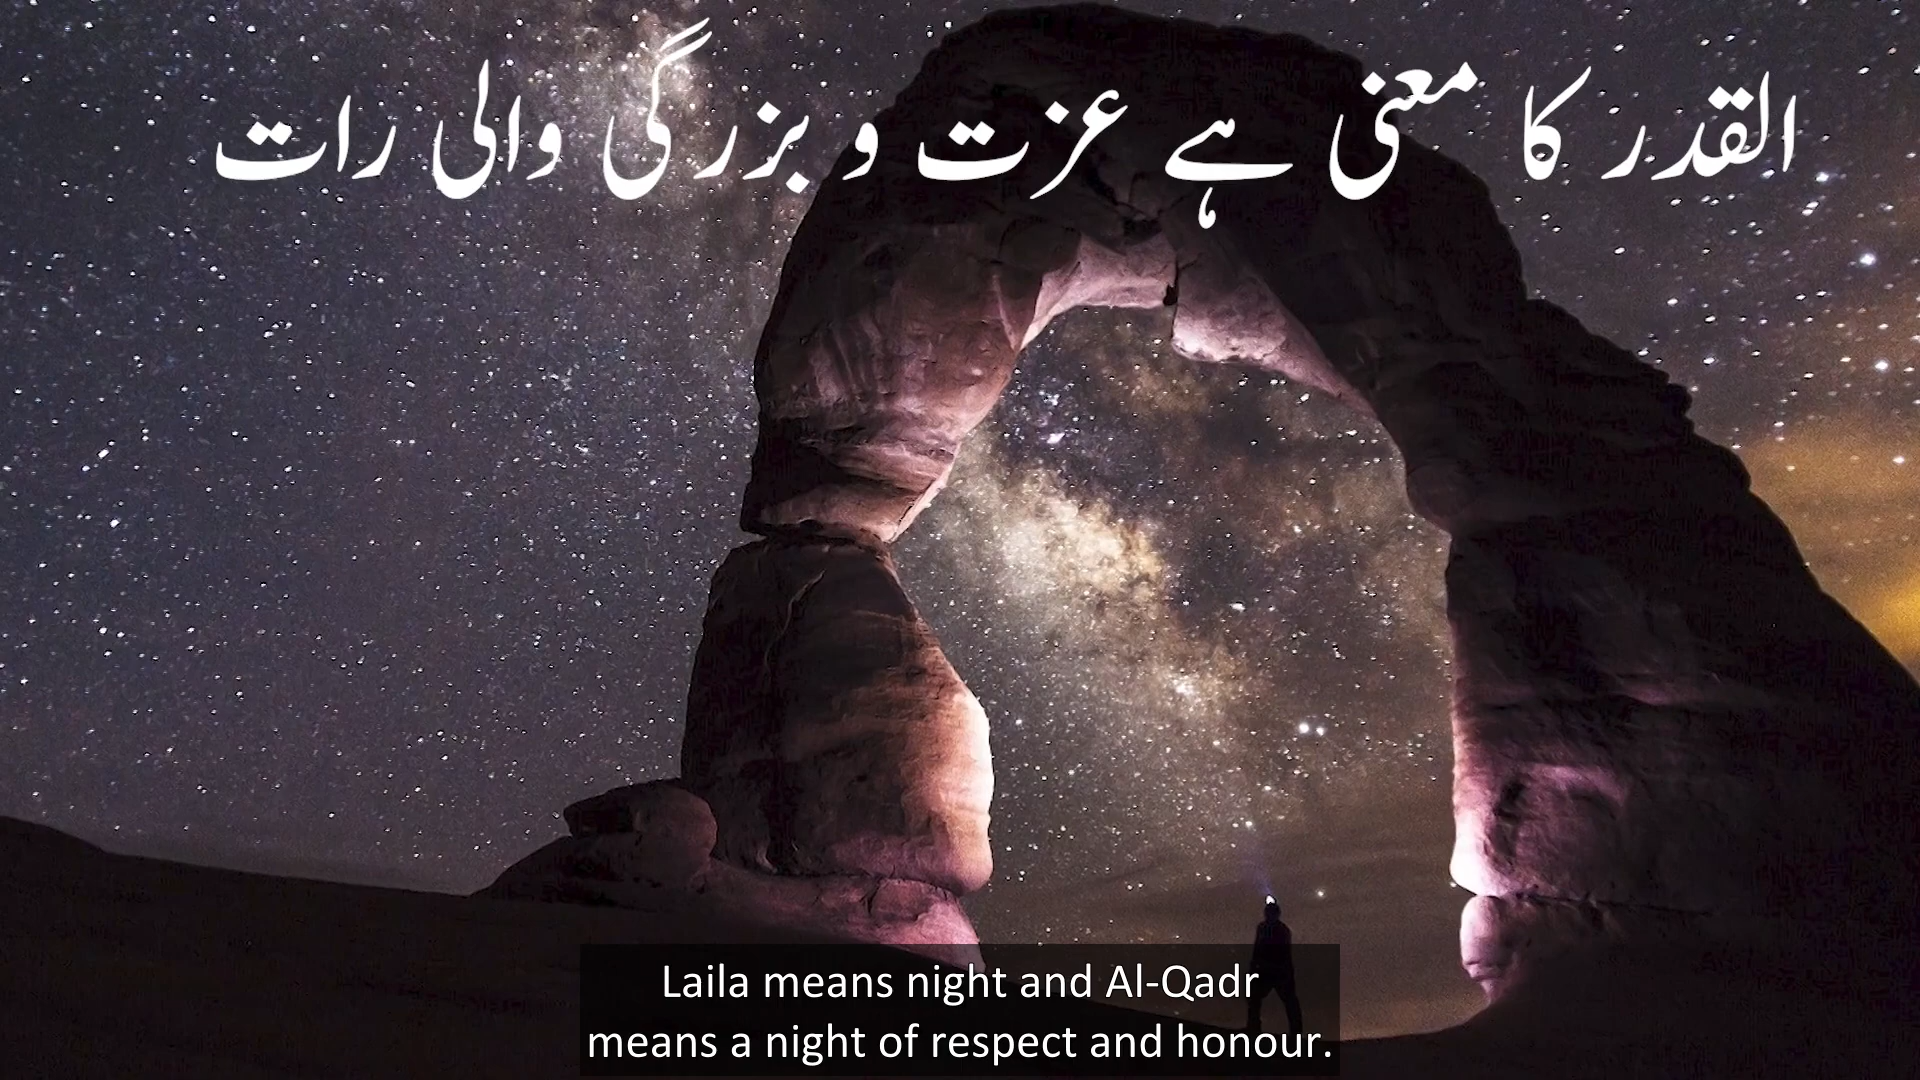 القدر کا معنی ہے عزت و بزرگی والی رات
Laila means night and Al-Qadr
means a night of respect and honour.